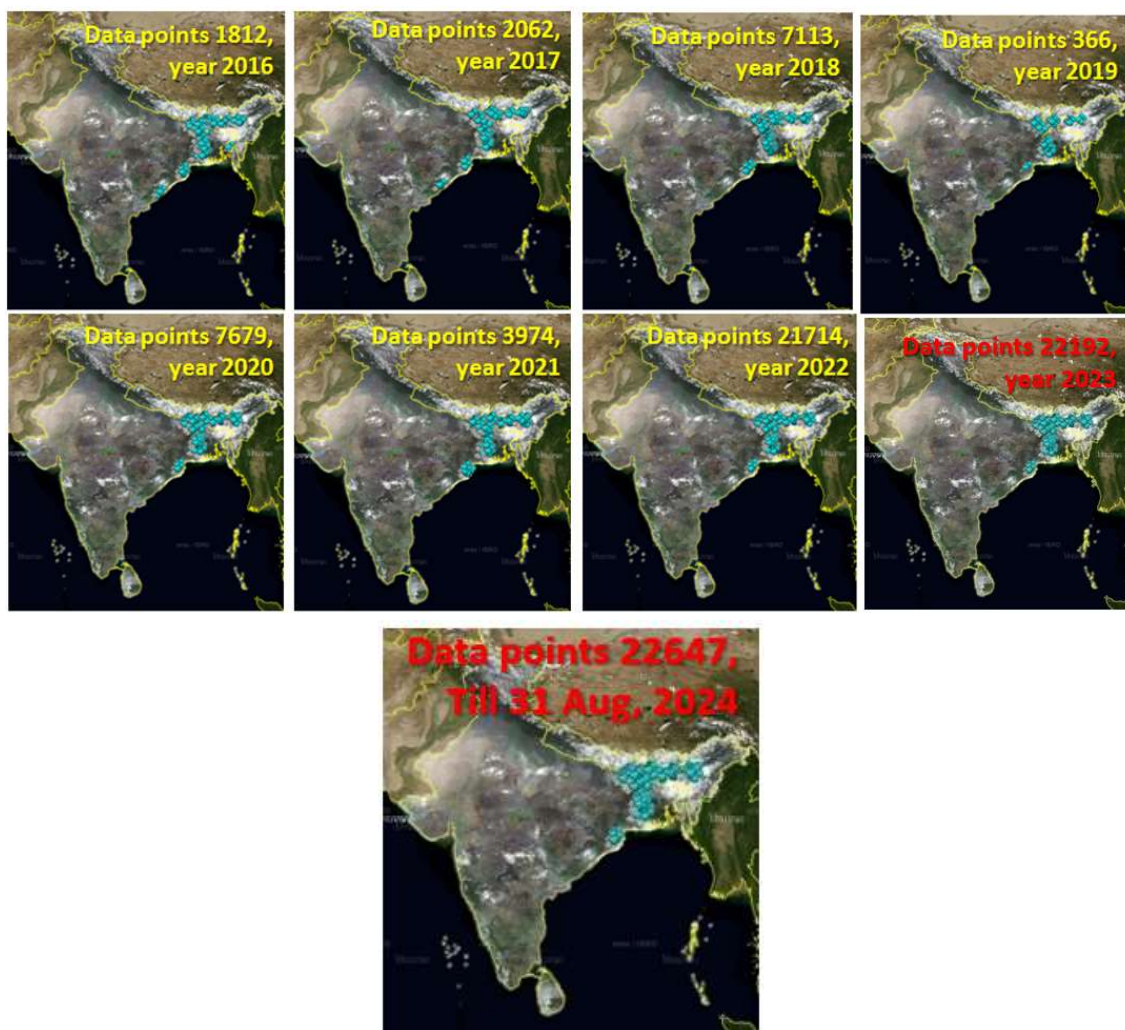 Data points 1812,
year 2016
Data points 2062,
year 2017
Data points 7113,
year 2018
Data points 366,
year 2019
Data points 7679,
year 2020
Data points 3974,
year 2021
Data points 21714,
year 2022
Data points 22192,
year 2023
Data points 22647,
Till 31 Aug, 2024